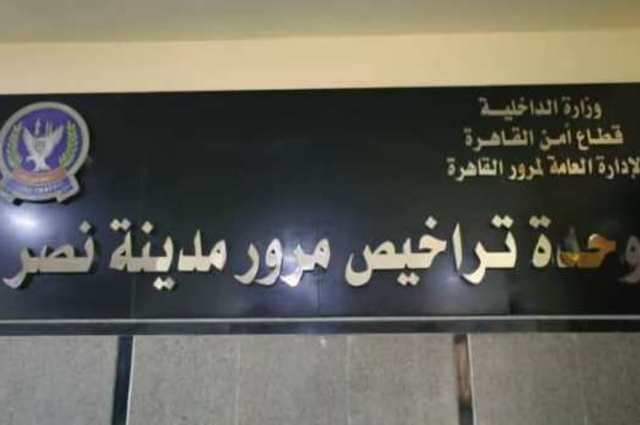 وزارة الداخلية
قطاع أمن القاهرة
الإدارة العامة لمرور القاهرة
وحدة تراخيص مرور مدينة نصر